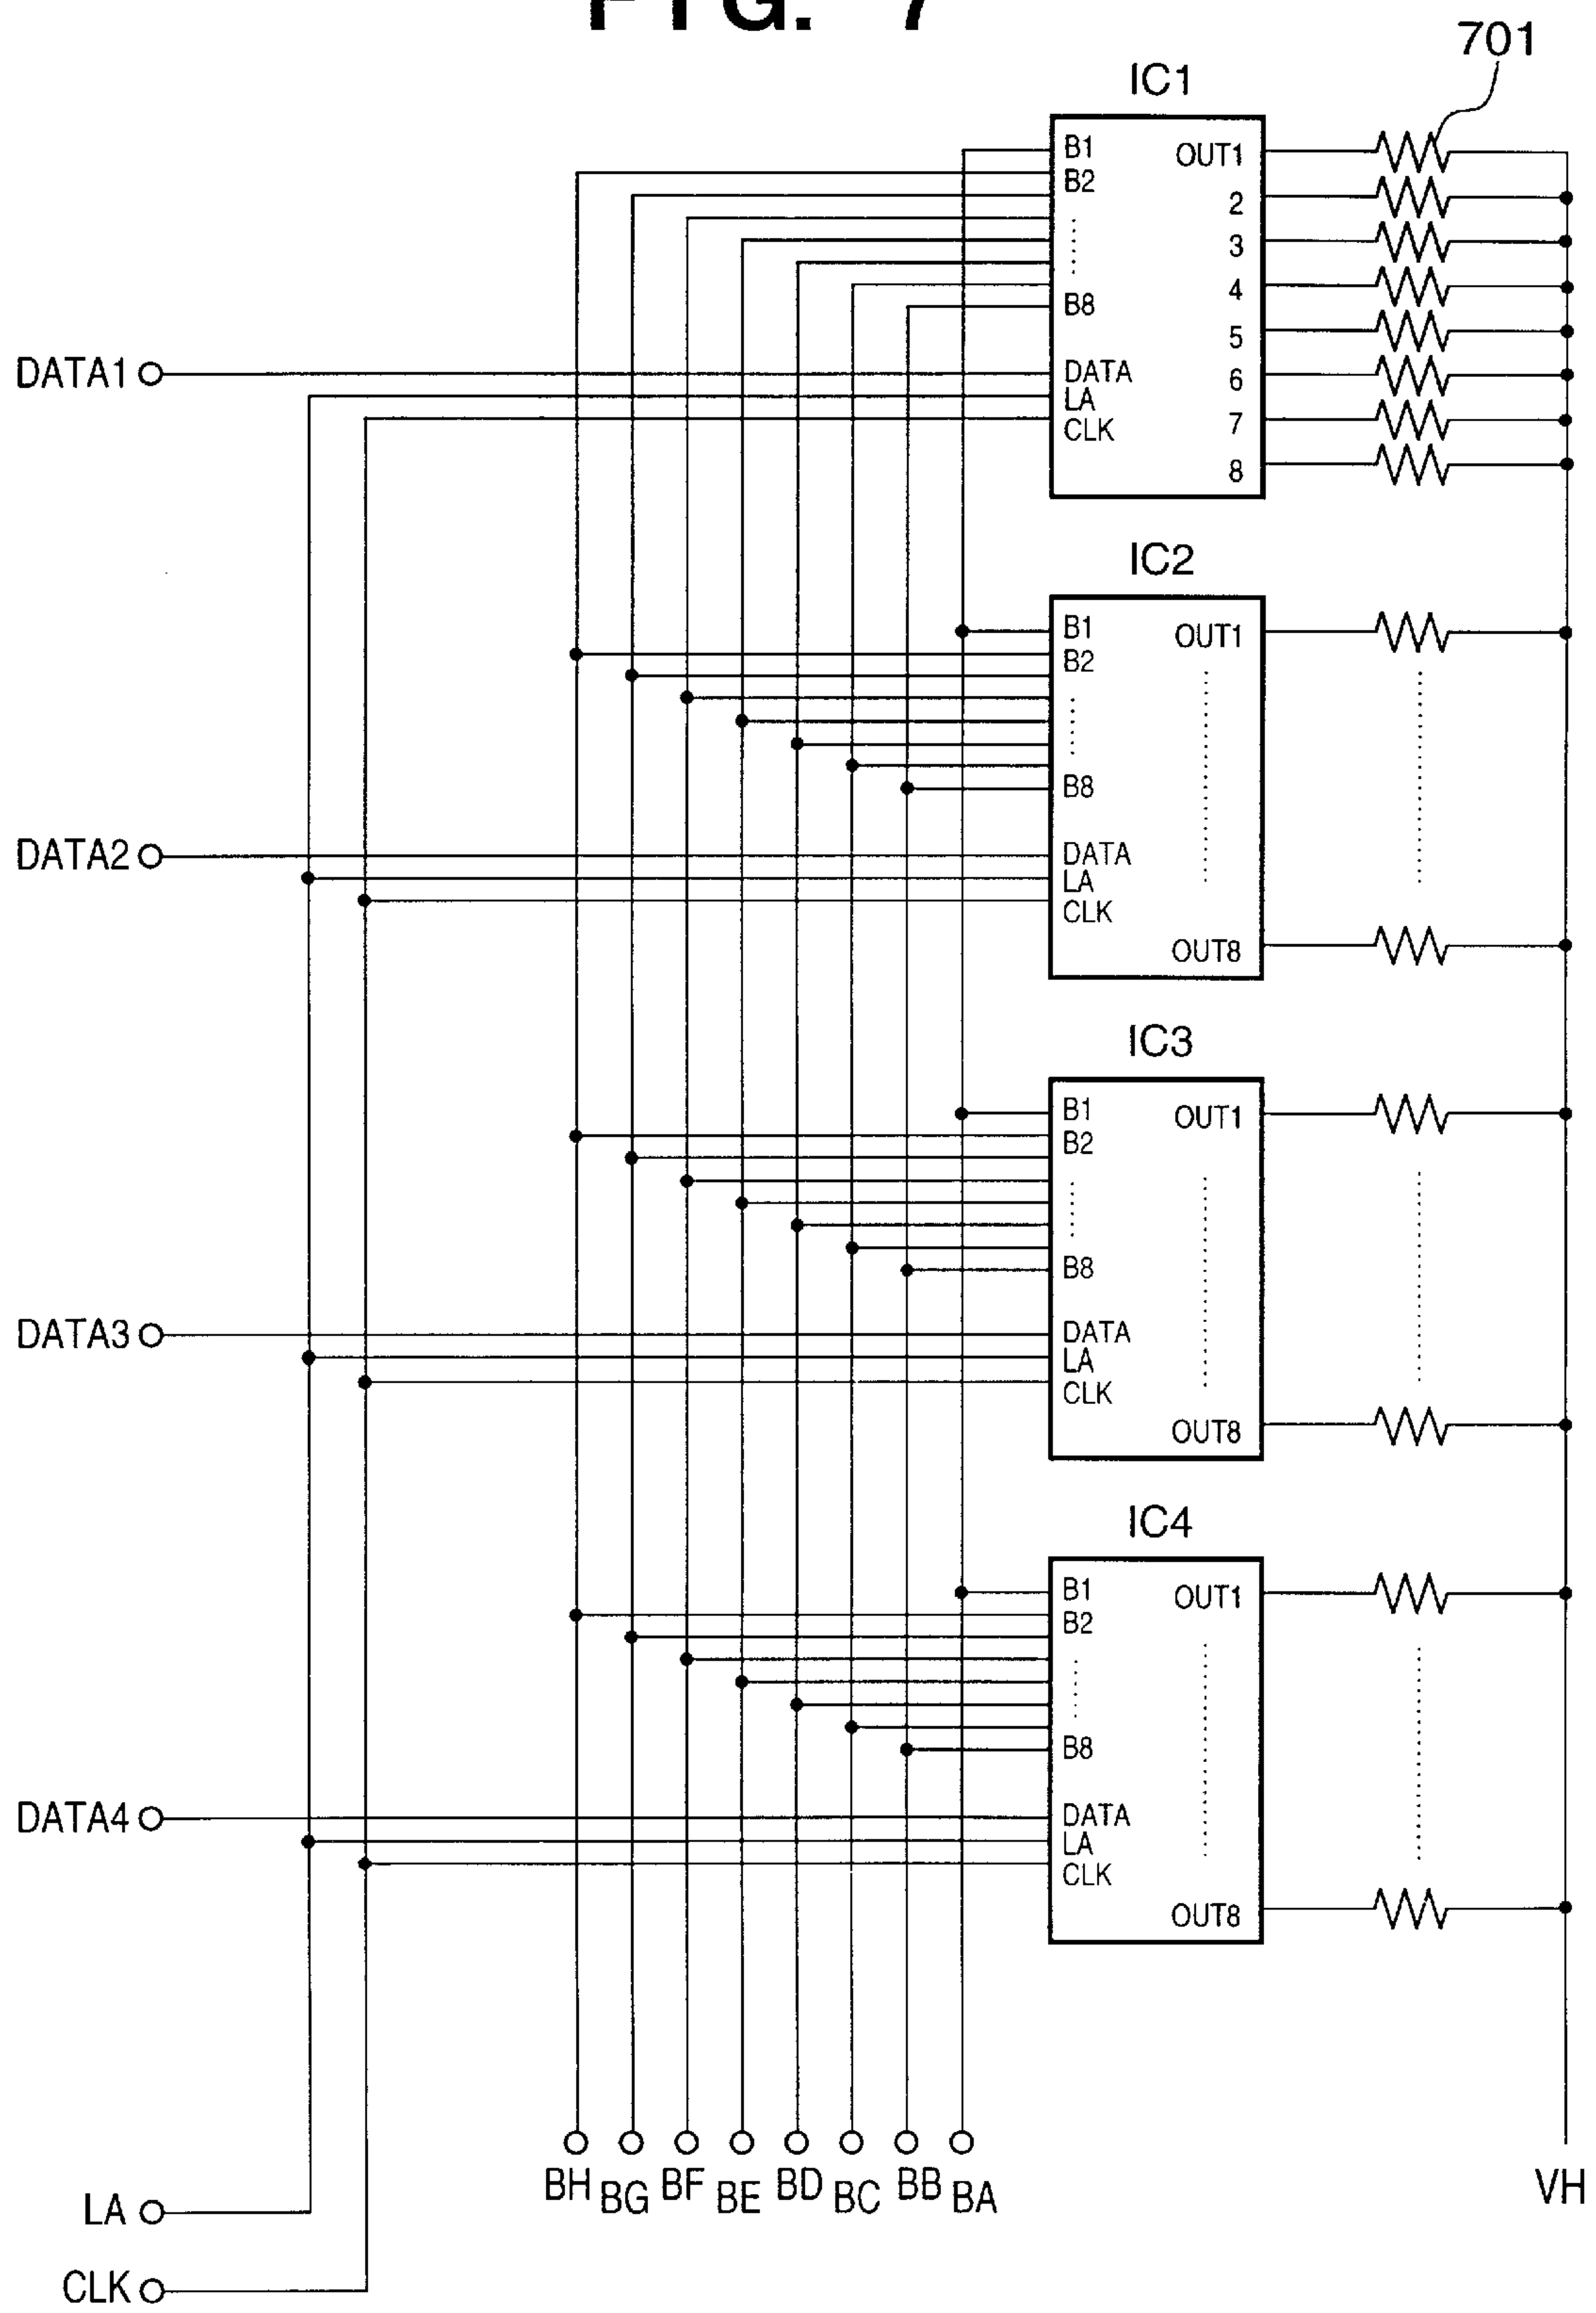 FIG. 7
701
IC1
B1
OUT1
B2
2
3
4
B8
5
DATA1
DATA
6
LA
CLK
7
8
IC2
B1
OUT1
B2
B8
DATA2
DATA
LA
CLK
OUT8
IC3
B1
OUT1
B2
B8
DATA3
DATA
LA
CLK
OUT8
IC4
B1
OUT1
B2
B8
DATA4
DATA
LA
CLK
OUT8
BH BG BF BE BD BC BB BA
VH
LA
CLK